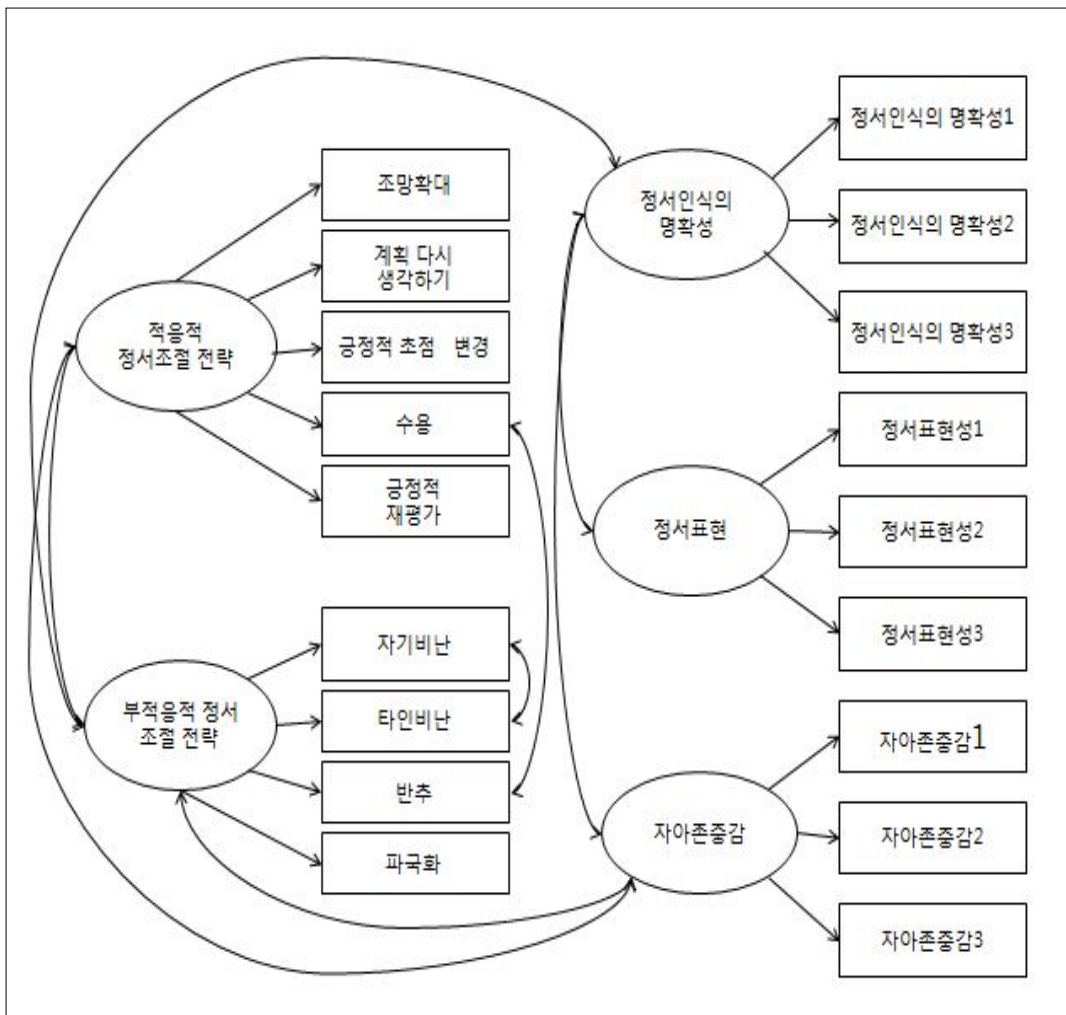 적응적
정서조절 전략
조망확대
계획 다시
생각하기
긍정적 초점 변경
수용
긍정적
재평가
부적응적 정서
조절 전략
자기비난
타인비난
반추
파국화
정서인식의
명확성
정서인식의 명확성1
정서인식의 명확성2
정서인식의 명확성3
정서표현
정서표현성1
정서표현성2
정서표현성3
자아존중감
자아존중감1
자아존중감2
자아존중감3